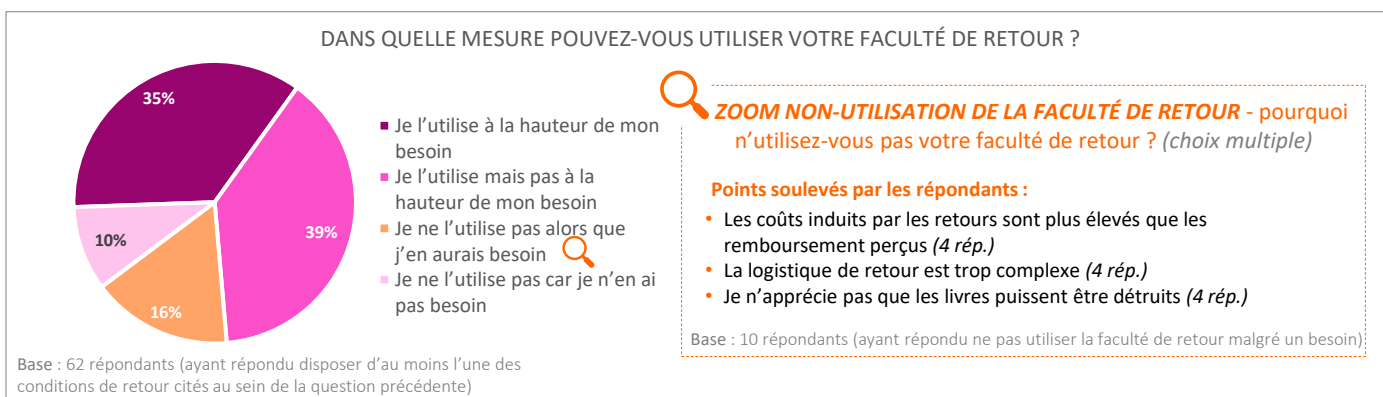 DANS QUELLE MESURE POUVEZ-VOUS UTILISER VOTRE FACULTÉ DE RETOUR ?
35%
39%
16%
10%
Je l’utilise à la hauteur de mon
besoin
Je l’utilise mais pas à la
hauteur de mon besoin
Je ne l’utilise pas alors que
j’en aurais besoin
Je ne l’utilise pas car je n’en ai
pas besoin
Base : 62 répondants (ayant répondu disposer d’au moins l’une des
conditions de retour cités au sein de la question précédente)
ZOOM NON-UTILISATION DE LA FACULTÉ DE RETOUR - pourquoi
n’utilisez-vous pas votre faculté de retour ? (choix multiple)
Points soulevés par les répondants :
• Les coûts induits par les retours sont plus élevés que les
remboursement perçus (4 rép.)
• La logistique de retour est trop complexe (4 rép.)
• Je n’apprécie pas que les livres puissent être détruits (4 rép.)
Base : 10 répondants (ayant répondu ne pas utiliser la faculté de retour malgré un besoin)